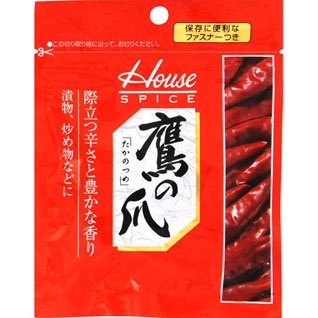 ●この切り取り線に沿って、お切りください。
保存に便利な
ファスナーつき
House
SPICE
鷹の爪
「たかのつめ」
際立つ辛さと豊かな香り
漬物、炒め物などに